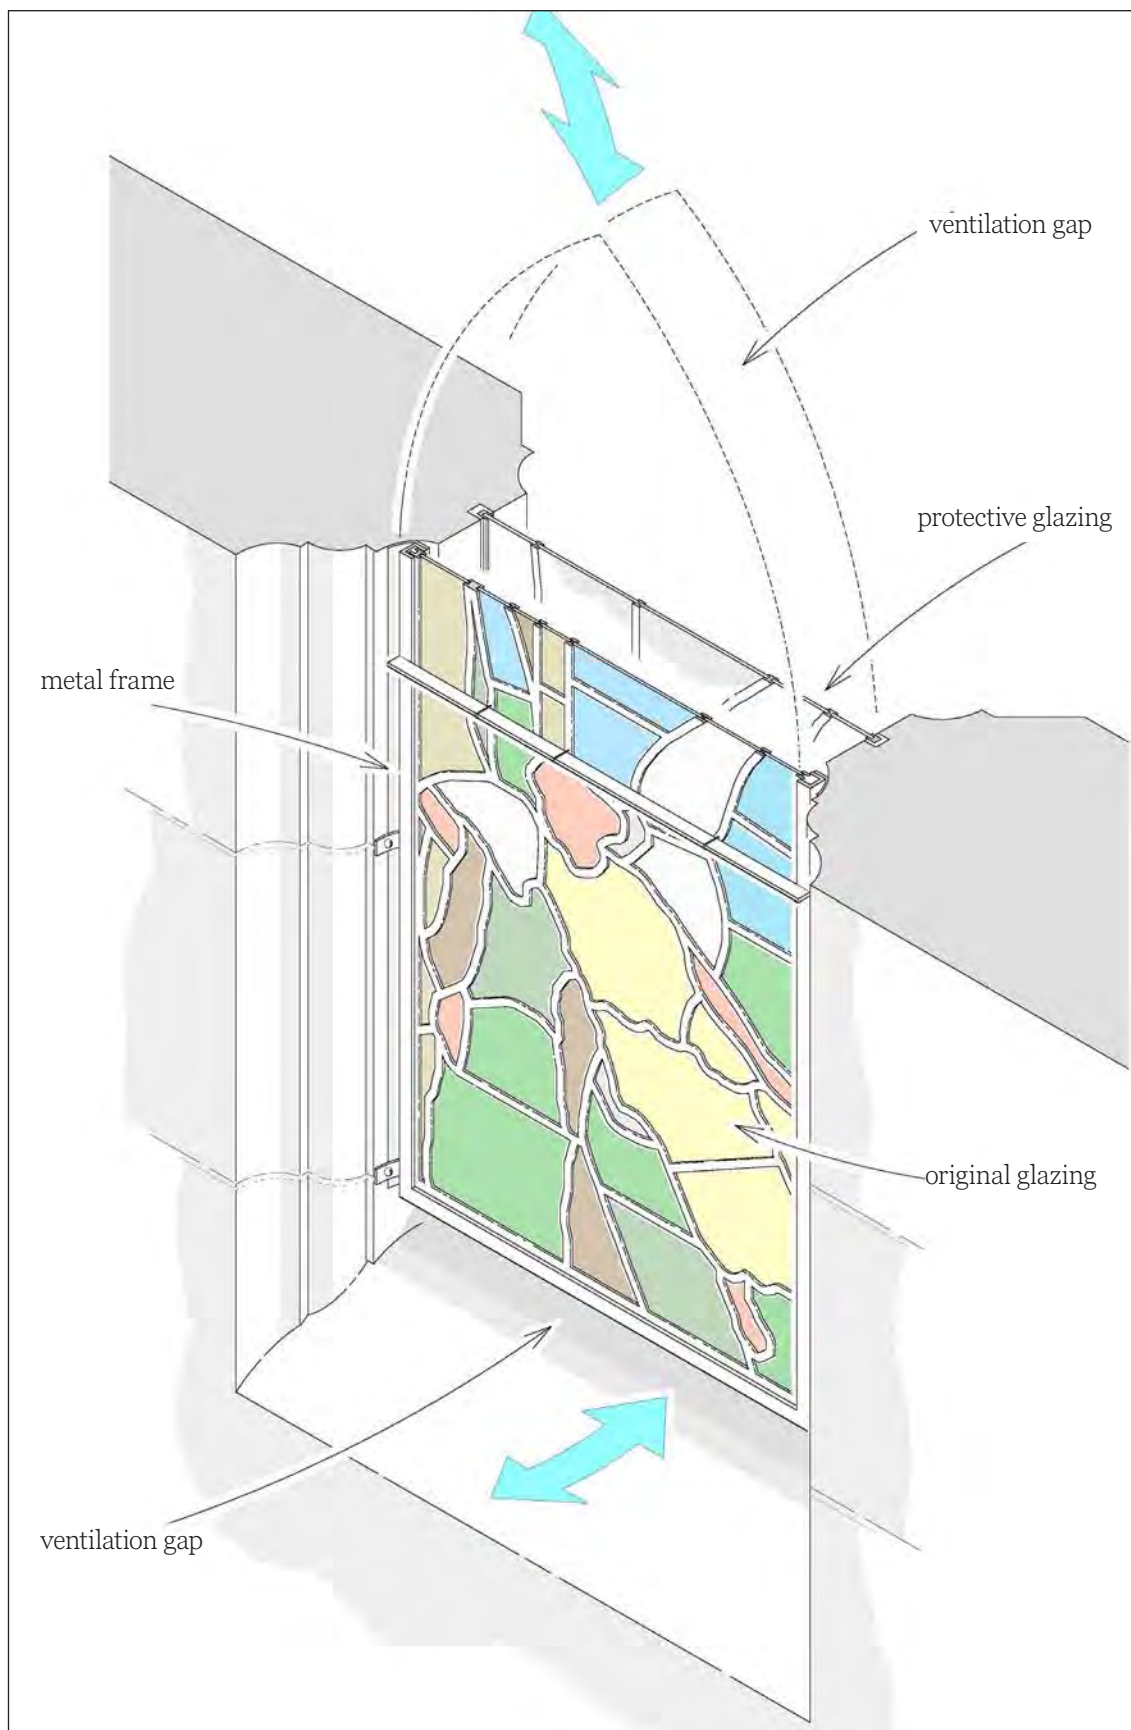 ventilation gap
protective glazing
metal frame
original glazing
ventilation gap